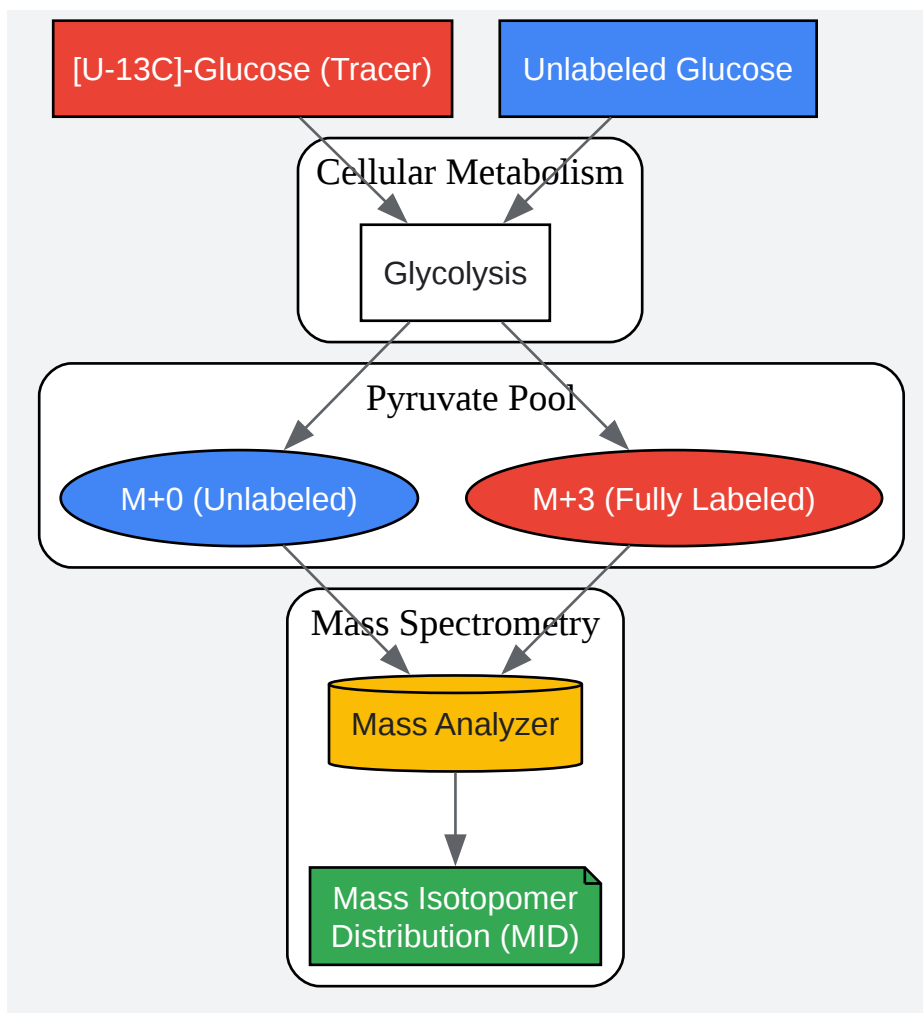 [U-13C]-Glucose (Tracer)
Unlabeled Glucose
Cellular Metabolism
Glycolysis
Pyruvate Pool
M+0 (Unlabeled)
M+3 (Fully Labeled)
Mass Spectrometry
Mass Analyzer
Mass Isotopomer
Distribution (MID)